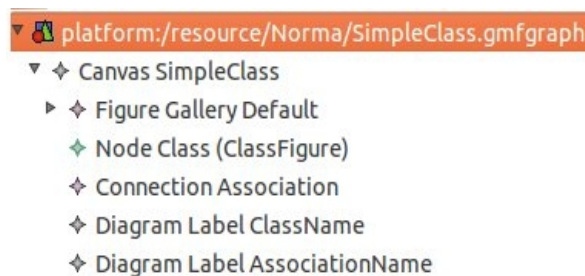 platform:/resource/Norma/SimpleClass.gmfgraph
Canvas SimpleClass
Figure Gallery Default
Node Class (ClassFigure)
Connection Association
Diagram Label ClassName
Diagram Label AssociationName